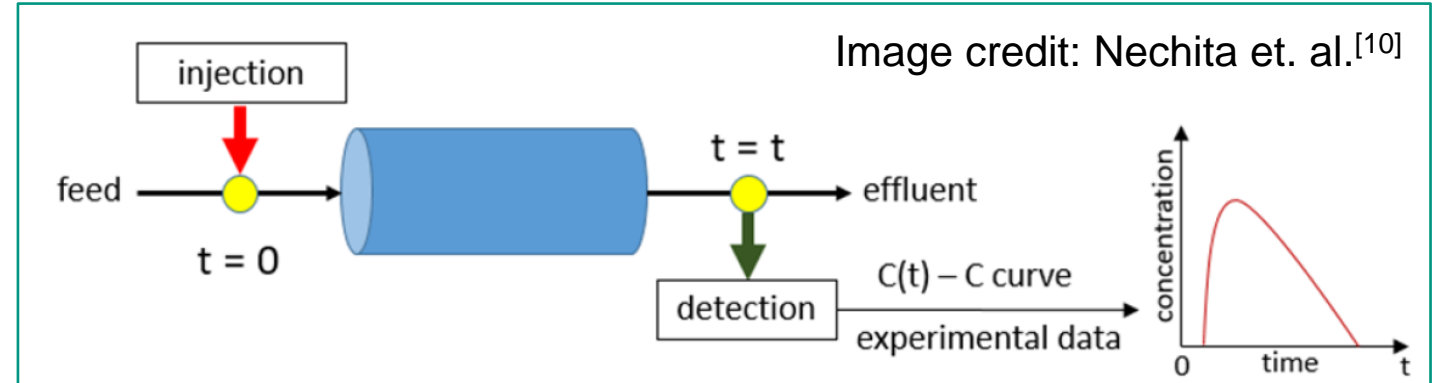 Image credit: Nechita et. al.[10]
injection
feed
t = 0
t = t
effluent
detection
C(t) – C curve
experimental data
concentration
0
time
t